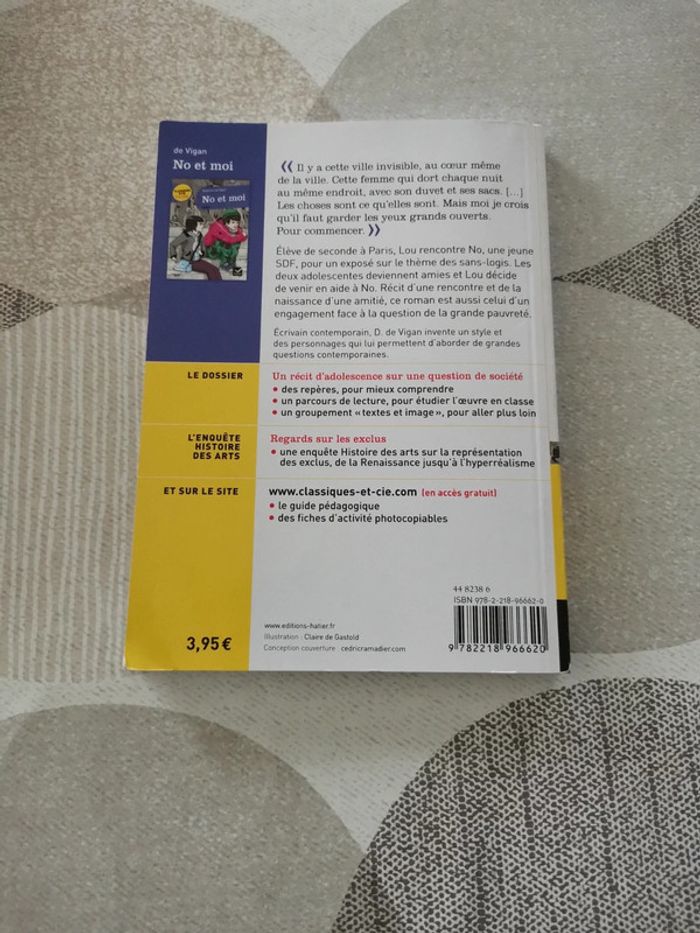 de Vigan
No et moi
No et moi
« Il y a cette ville invisible, au cœur même
de la ville. Cette femme qui dort chaque nuit
au même endroit, avec son duvet et ses sacs. [...]
Les choses sont ce qu'elles sont. Mais moi je crois
qu'il faut garder les yeux grands ouverts.
Pour commencer. »
Élève de seconde à Paris, Lou rencontre No, une jeune
SDF, pour un exposé sur le thème des sans-logis. Les
deux adolescentes deviennent amies et Lou décide
de venir en aide à No. Récit d'une rencontre et de la
naissance d'une amitié, ce roman est aussi celui d'un
engagement face à la question de la grande pauvreté.
Écrivain contemporain, D. de Vigan invente un style et
des personnages qui lui permettent d'aborder de grandes
questions contemporaines.
LE DOSSIER
Un récit d'adolescence sur une question de société
• des repères, pour mieux comprendre
• un parcours de lecture, pour étudier l'œuvre en classe
• un groupement « textes et image », pour aller plus loin
L'ENQUÊTE
HISTOIRE
DES ARTS
Regards sur les exclus
• une enquête Histoire des arts sur la représentation
des exclus, de la Renaissance jusqu'à l'hyperréalisme
ET SUR LE SITE
www.classiques-et-cie.com (en accès gratuit)
• le guide pédagogique
• des fiches d'activité photocopiables
44 8238 6
ISBN 978-2-218-96662-0
9 782218 966620
www.editions-hatier.fr
Illustration : Claire de Gastold
Conception couverture : cedricramadier.com
3,95 €